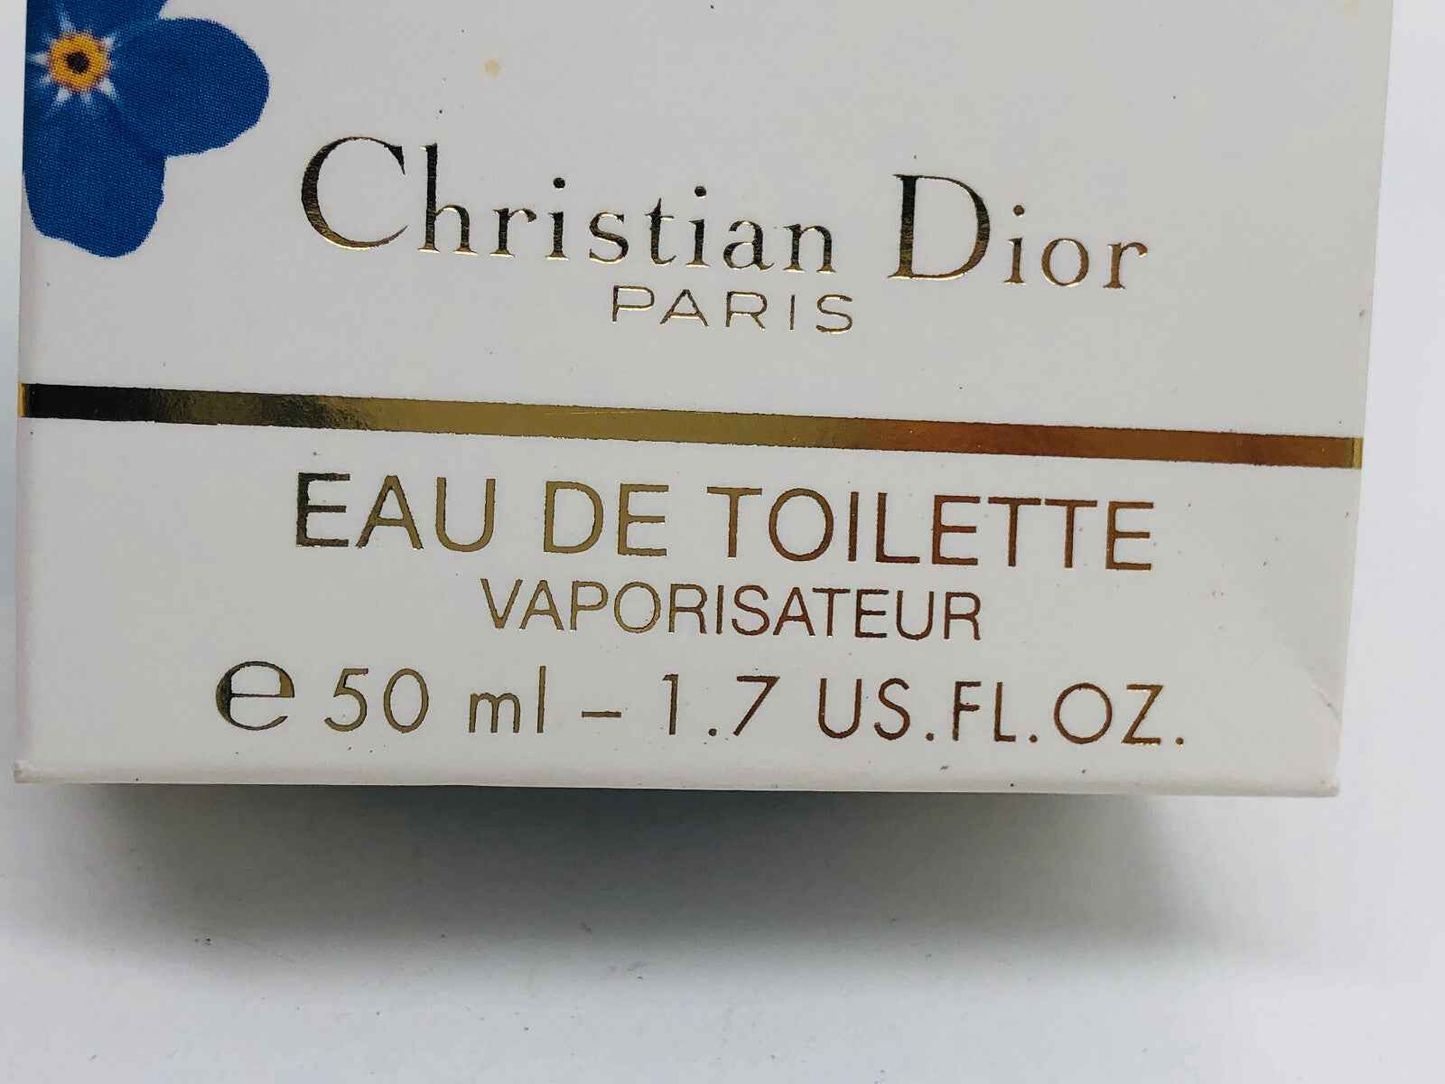 Christian Dior
PARIS
EAU DE TOILETTE
VAPORISATEUR
℮ 50 ml – 1.7 US.FL.OZ.